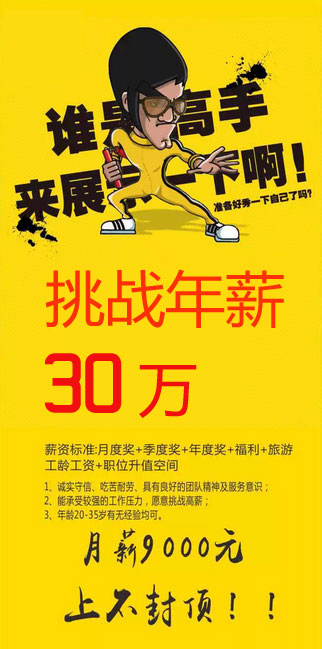 谁是高手
来展示一下啊！
准备好秀一下自己了吗？
挑战年薪
30 万
薪资标准:月度奖+季度奖+年度奖+福利+旅游
工龄工资+职位升值空间
1、诚实守信、吃苦耐劳、具有良好的团队精神及服务意识；
2、能承受较强的工作压力，愿意挑战高薪；
3、年龄20-35岁有无经验均可。
月薪9000元
上不封顶！！